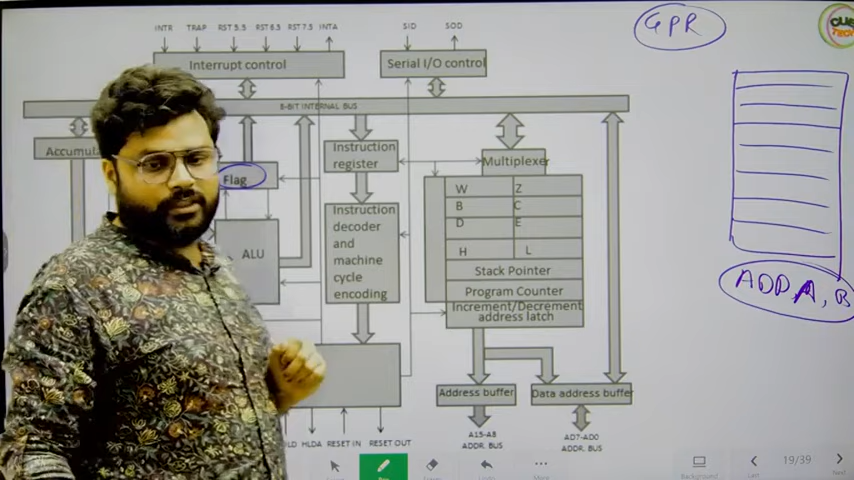 INTR TRAP RST 5.5 RST 6.5 RST 7.5 INTA
SID SOD
GPR
Interrupt control
Serial I/O control
8-BIT INTERNAL BUS
Instruction
register
Multiplexer
Flag
W Z
B C
D E
H L
Instruction
decoder
and
machine
cycle
encoding
ALU
Stack Pointer
Program Counter
Increment/Decrement
address latch
ADD A, B
Address buffer
Data address buffer
A15-A8
ADDR. BUS
AD7-AD0
ADDR. BUS
HLDA RESET IN RESET OUT
19/39